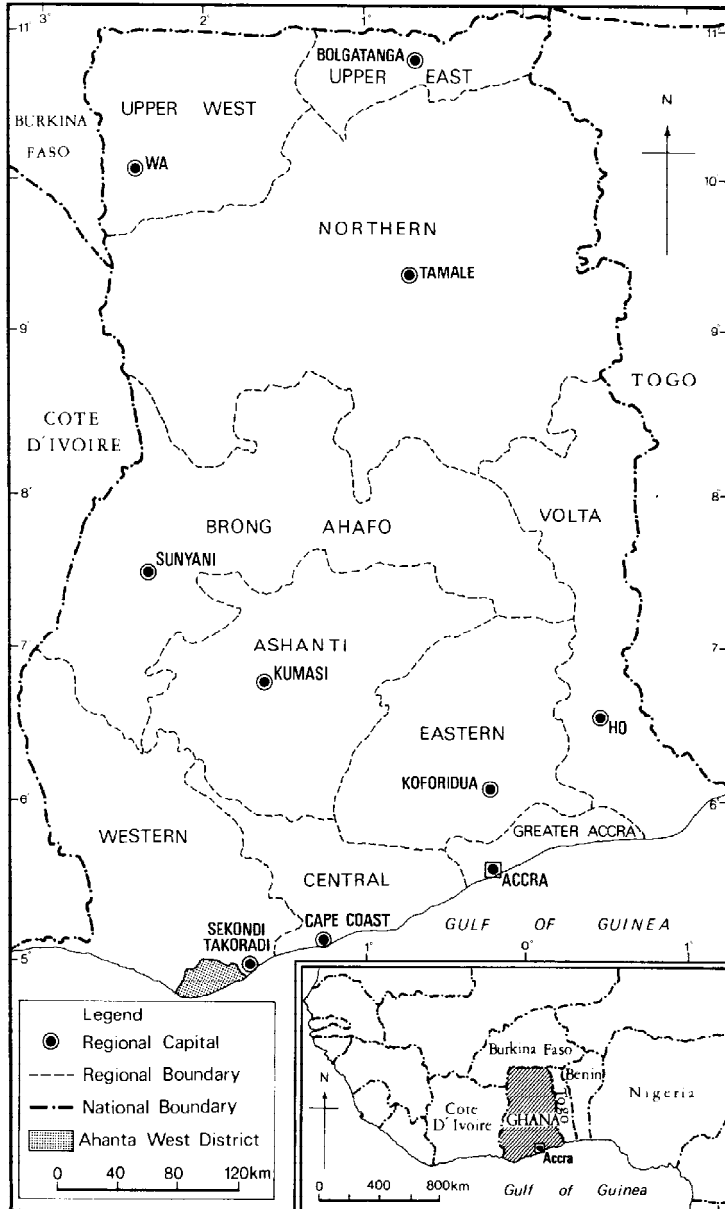 3°
2°
1°
0°
1°
11°
11°
BOLGATANGA
UPPER EAST
UPPER WEST
N
BURKINA
FASO
WA
10°
10°
NORTHERN
TAMALE
9°
9°
TOGO
COTE
D'IVOIRE
8°
8°
VOLTA
BRONG AHAFO
SUNYANI
7°
7°
ASHANTI
KUMASI
HO
EASTERN
KOFORIDUA
6°
6°
GREATER ACCRA
WESTERN
ACCRA
CENTRAL
CAPE COAST
GULF OF GUINEA
SEKONDI
TAKORADI
5°
1°
0°
1°
Legend
Regional Capital
Regional Boundary
National Boundary
Ahanta West District
0 40 80 120km
Burkina Faso
Benin
N
Nigeria
Cote
D'Ivoire
GHANA
Togo
Accra
0 400 800km
Gulf of Guinea